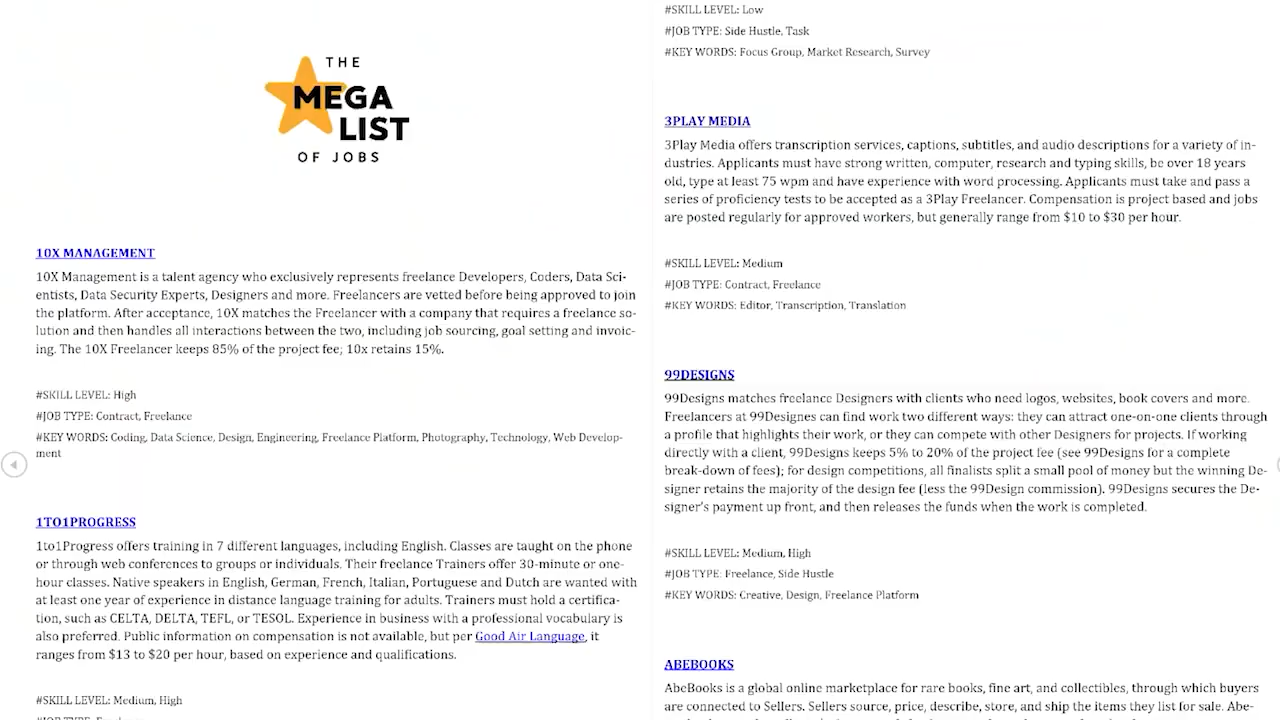 THE
MEGA
LIST
OF JOBS
10X MANAGEMENT
10X Management is a talent agency who exclusively represents freelance Developers, Coders, Data Sci-
entists, Data Security Experts, Designers and more. Freelancers are vetted before being approved to join
the platform. After acceptance, 10X matches the Freelancer with a company that requires a freelance so-
lution and then handles all interactions between the two, including job sourcing, goal setting and invoic-
ing. The 10X Freelancer keeps 85% of the project fee; 10x retains 15%.
#SKILL LEVEL: High
#JOB TYPE: Contract, Freelance
#KEY WORDS: Coding, Data Science, Design, Engineering, Freelance Platform, Photography, Technology, Web Develop-
ment
1TO1PROGRESS
1to1Progress offers training in 7 different languages, including English. Classes are taught on the phone
or through web conferences to groups or individuals. Their freelance Trainers offer 30-minute or one-
hour classes. Native speakers in English, German, French, Italian, Portuguese and Dutch are wanted with
at least one year of experience in distance language training for adults. Trainers must hold a certifica-
tion, such as CELTA, DELTA, TEFL, or TESOL. Experience in business with a professional vocabulary is
also preferred. Public information on compensation is not available, but per Good Air Language, it
ranges from $13 to $20 per hour, based on experience and qualifications.
#SKILL LEVEL: Medium, High
#SKILL LEVEL: Low
#JOB TYPE: Side Hustle, Task
#KEY WORDS: Focus Group, Market Research, Survey
3PLAY MEDIA
3Play Media offers transcription services, captions, subtitles, and audio descriptions for a variety of in-
dustries. Applicants must have strong written, computer, research and typing skills, be over 18 years
old, type at least 75 wpm and have experience with word processing. Applicants must take and pass a
series of proficiency tests to be accepted as a 3Play Freelancer. Compensation is project based and jobs
are posted regularly for approved workers, but generally range from $10 to $30 per hour.
#SKILL LEVEL: Medium
#JOB TYPE: Contract, Freelance
#KEY WORDS: Editor, Transcription, Translation
99DESIGNS
99Designs matches freelance Designers with clients who need logos, websites, book covers and more.
Freelancers at 99Designes can find work two different ways: they can attract one-on-one clients through
a profile that highlights their work, or they can compete with other Designers for projects. If working
directly with a client, 99Designs keeps 5% to 20% of the project fee (see 99Designs for a complete
break-down of fees); for design competitions, all finalists split a small pool of money but the winning De-
signer retains the majority of the design fee (less the 99Design commission). 99Designs secures the De-
signer's payment up front, and then releases the funds when the work is completed.
#SKILL LEVEL: Medium, High
#JOB TYPE: Freelance, Side Hustle
#KEY WORDS: Creative, Design, Freelance Platform
ABEBOOKS
AbeBooks is a global online marketplace for rare books, fine art, and collectibles, through which buyers
are connected to Sellers. Sellers source, price, describe, store, and ship the items they list for sale. Abe-